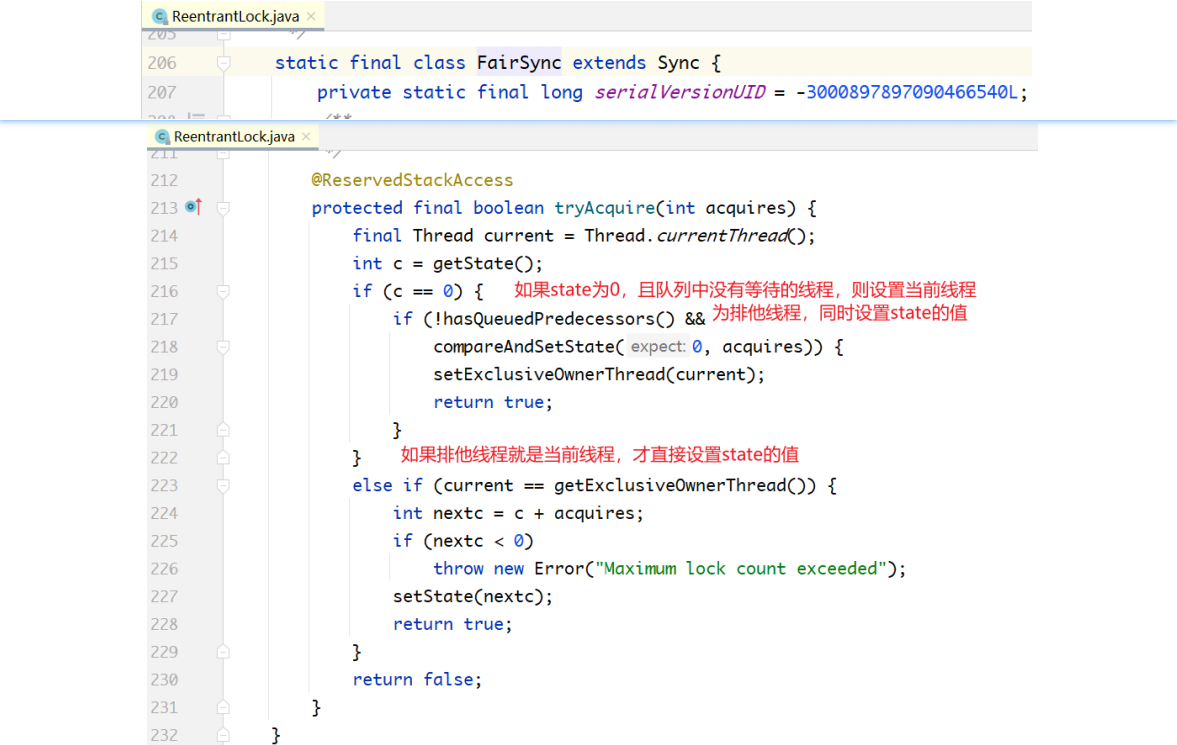 ReentrantLock.java ×
205 */
206 static final class FairSync extends Sync {
207 private static final long serialVersionUID = -3000897897090466540L;
208 /**
ReentrantLock.java ×
211 */
212 @ReservedStackAccess
213 protected final boolean tryAcquire(int acquires) {
214 final Thread current = Thread.currentThread();
215 int c = getState();
216 if (c == 0) { 如果state为0，且队列中没有等待的线程，则设置当前线程
217 if (!hasQueuedPredecessors() && 为排他线程，同时设置state的值
218 compareAndSetState( expect: 0, acquires)) {
219 setExclusiveOwnerThread(current);
220 return true;
221 }
222 } 如果排他线程就是当前线程，才直接设置state的值
223 else if (current == getExclusiveOwnerThread()) {
224 int nextc = c + acquires;
225 if (nextc < 0)
226 throw new Error("Maximum lock count exceeded");
227 setState(nextc);
228 return true;
229 }
230 return false;
231 }
232 }